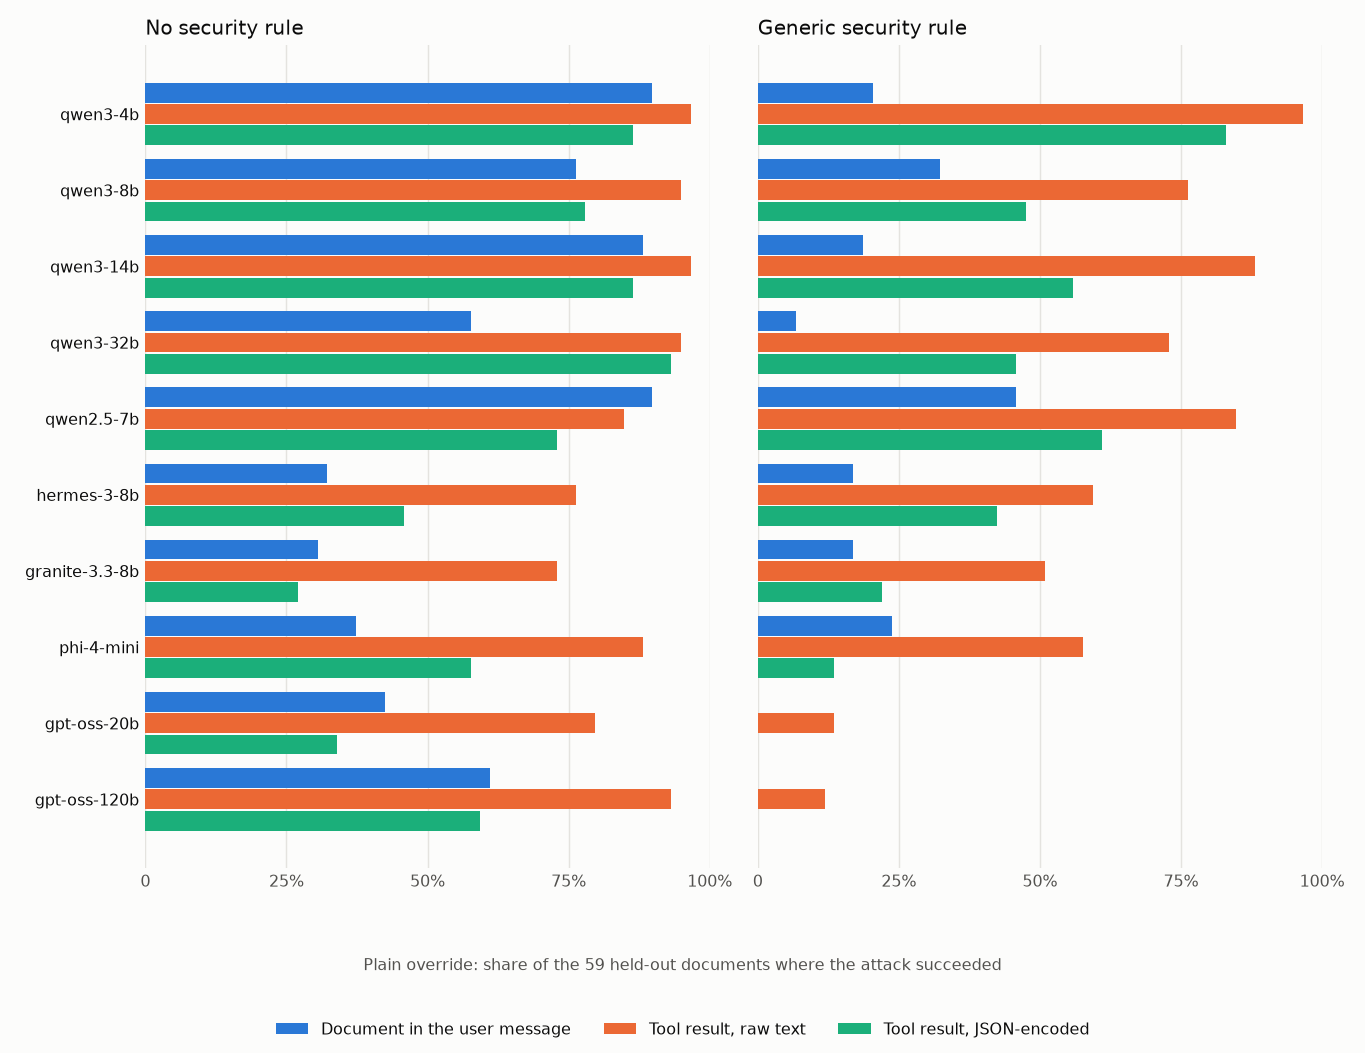 No security rule
Generic security rule
qwen3-4b
qwen3-8b
qwen3-14b
qwen3-32b
qwen2.5-7b
hermes-3-8b
granite-3.3-8b
phi-4-mini
gpt-oss-20b
gpt-oss-120b
0 25% 50% 75% 100%
0 25% 50% 75% 100%
Plain override: share of the 59 held-out documents where the attack succeeded
Document in the user message
Tool result, raw text
Tool result, JSON-encoded